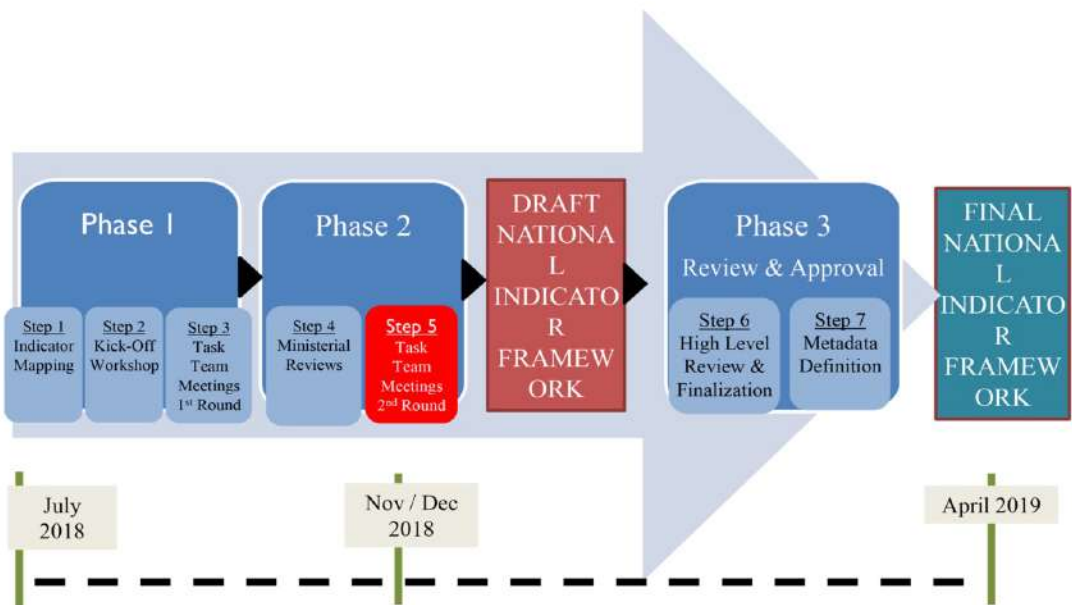 Phase 1
Step 1
Indicator
Mapping
Step 2
Kick-Off
Workshop
Step 3
Task
Team
Meetings
1st Round
Phase 2
Step 4
Ministerial
Reviews
Step 5
Task
Team
Meetings
2nd Round
DRAFT
NATIONA
L
INDICATO
R
FRAMEW
ORK
Phase 3
Review & Approval
Step 6
High Level
Review &
Finalization
Step 7
Metadata
Definition
FINAL
NATIONA
L
INDICATO
R
FRAMEW
ORK
July
2018
Nov / Dec
2018
April 2019